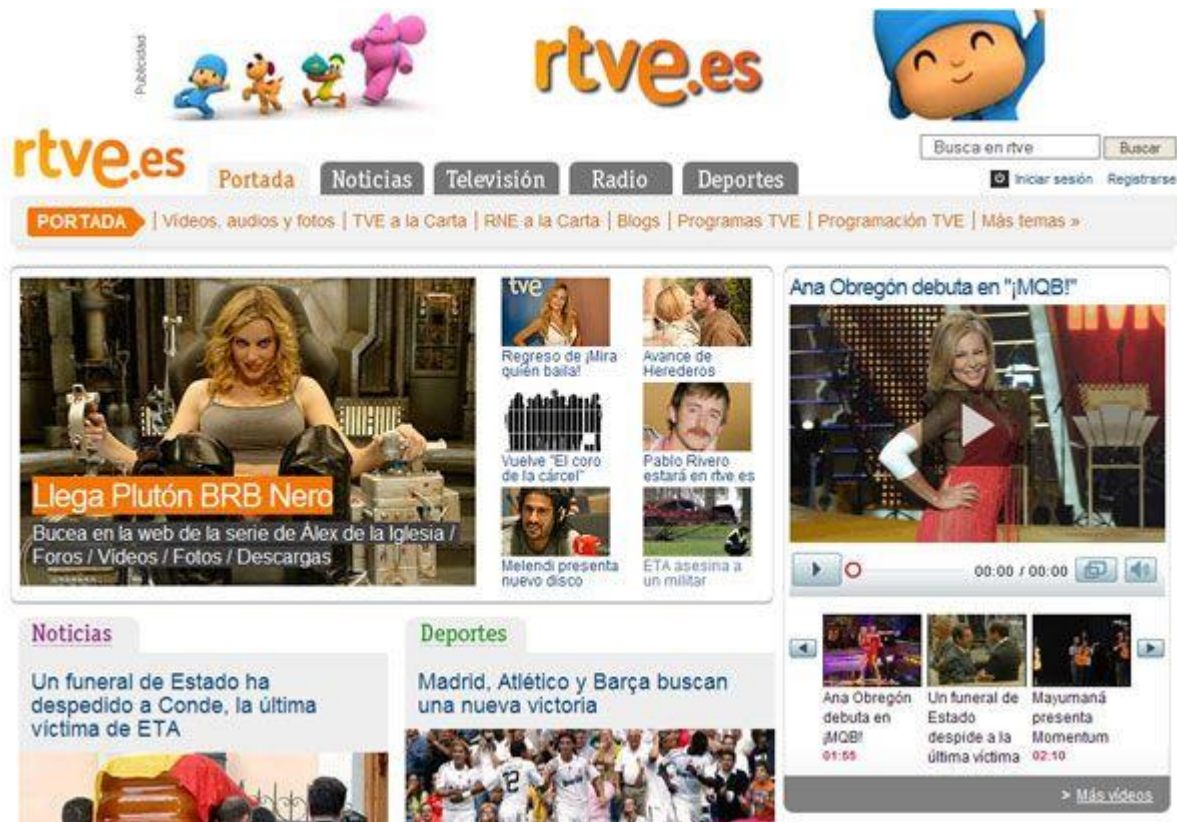 Publicidad
rtve.es
rtve.es
Portada
Noticias
Televisión
Radio
Deportes
Busca en rtve
Buscar
Iniciar sesión
Registrarse
PORTADA
| Vídeos, audios y fotos | TVE a la Carta | RNE a la Carta | Blogs | Programas TVE | Programación TVE | Más temas »
Llega Plutón BRB Nero
Bucea en la web de la serie de Álex de la Iglesia /
Foros / Vídeos / Fotos / Descargas
tve
Regreso de ¡Mira
quién baila!
Avance de
Herederos
Vuelve "El coro
de la cárcel"
Pablo Rivero
estará en rtve.es
Melendi presenta
nuevo disco
ETA asesina a
un militar
Ana Obregón debuta en "¡MQB!"
00:00 / 00:00
Ana Obregón
debuta en
¡MQB!
01:55
Un funeral de
Estado
despide a la
última víctima
Mayumaná
presenta
Momentum
02:10
> Más vídeos
Noticias
Un funeral de Estado ha
despedido a Conde, la última
víctima de ETA
Deportes
Madrid, Atlético y Barça buscan
una nueva victoria
12